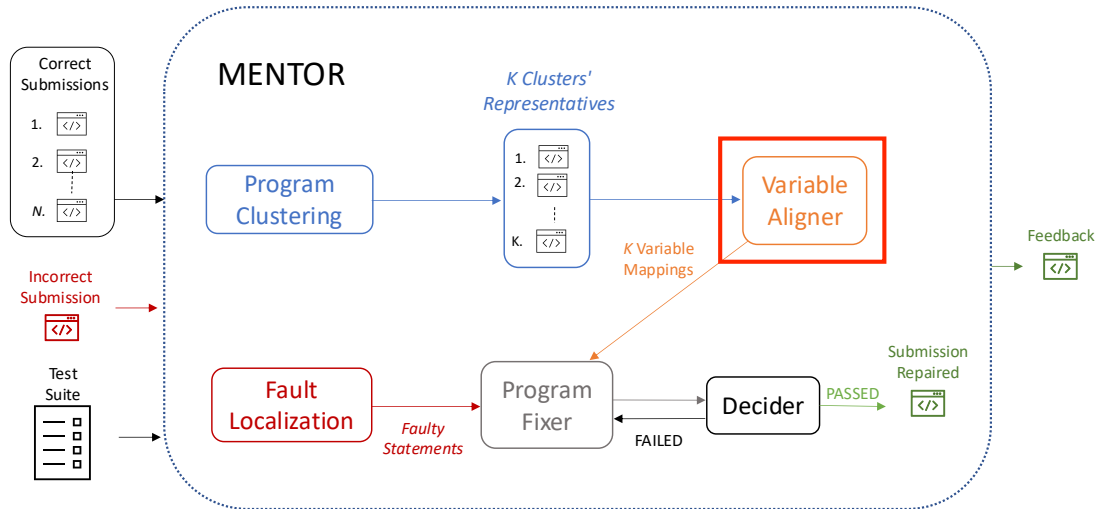 Correct
Submissions
1.
2.
N.
Incorrect
Submission
Test
Suite
MENTOR
K Clusters'
Representatives
1.
2.
K.
Program
Clustering
Variable
Aligner
K Variable
Mappings
Fault
Localization
Faulty
Statements
Program
Fixer
FAILED
Decider
PASSED
Submission
Repaired
Feedback